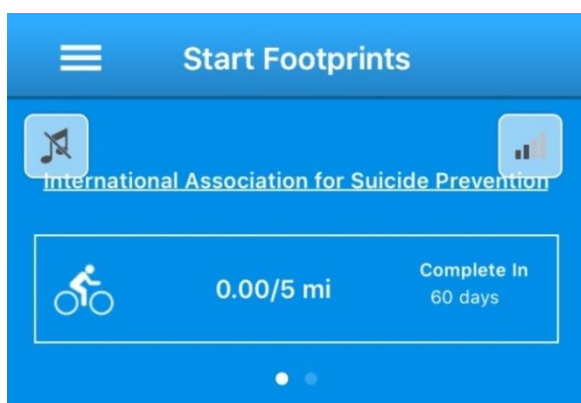 Start Footprints
International Association for Suicide Prevention
0.00/5 mi
Complete In
60 days